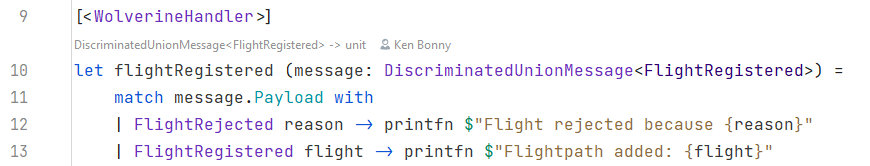 9 [<WolverineHandler>]
DiscriminatedUnionMessage<FlightRegistered> -> unit Ken Bonny
10 let flightRegistered (message: DiscriminatedUnionMessage<FlightRegistered>) =
11 match message.Payload with
12 | FlightRejected reason -> printfn $"Flight rejected because {reason}"
13 | FlightRegistered flight -> printfn $"Flightpath added: {flight}"